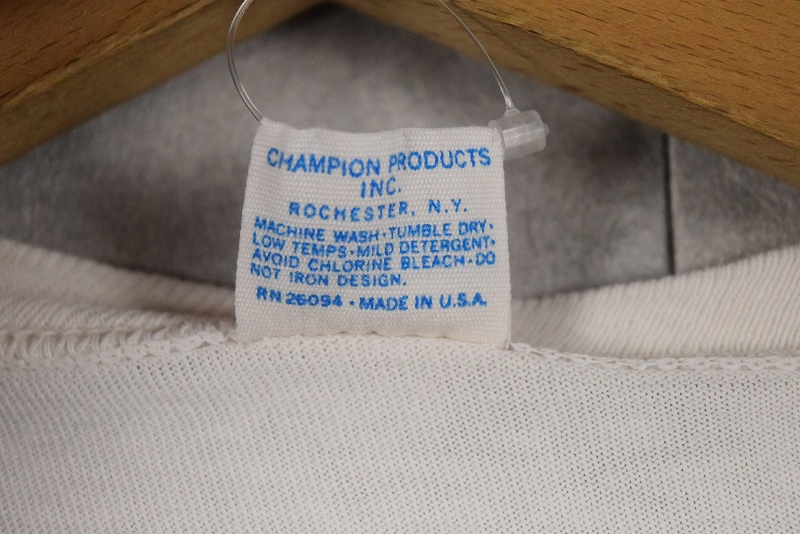 CHAMPION PRODUCTS
INC.
ROCHESTER, N.Y.
MACHINE WASH·TUMBLE DRY·
LOW TEMPS·MILD DETERGENT·
AVOID CHLORINE BLEACH·DO
NOT IRON DESIGN.
RN 26094 · MADE IN U.S.A.